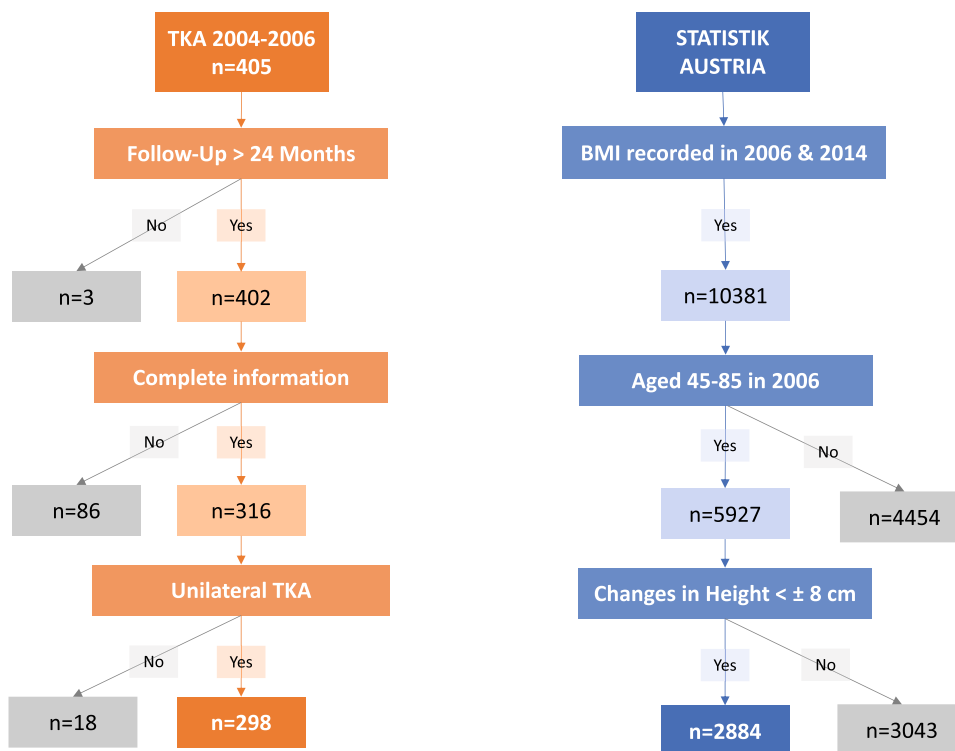 TKA 2004-2006
n=405
Follow-Up > 24 Months
No
Yes
n=3
n=402
Complete information
No
Yes
n=86
n=316
Unilateral TKA
No
Yes
n=18
n=298
STATISTIK
AUSTRIA
BMI recorded in 2006 & 2014
Yes
n=10381
Aged 45-85 in 2006
Yes
No
n=5927
n=4454
Changes in Height < ± 8 cm
Yes
No
n=2884
n=3043